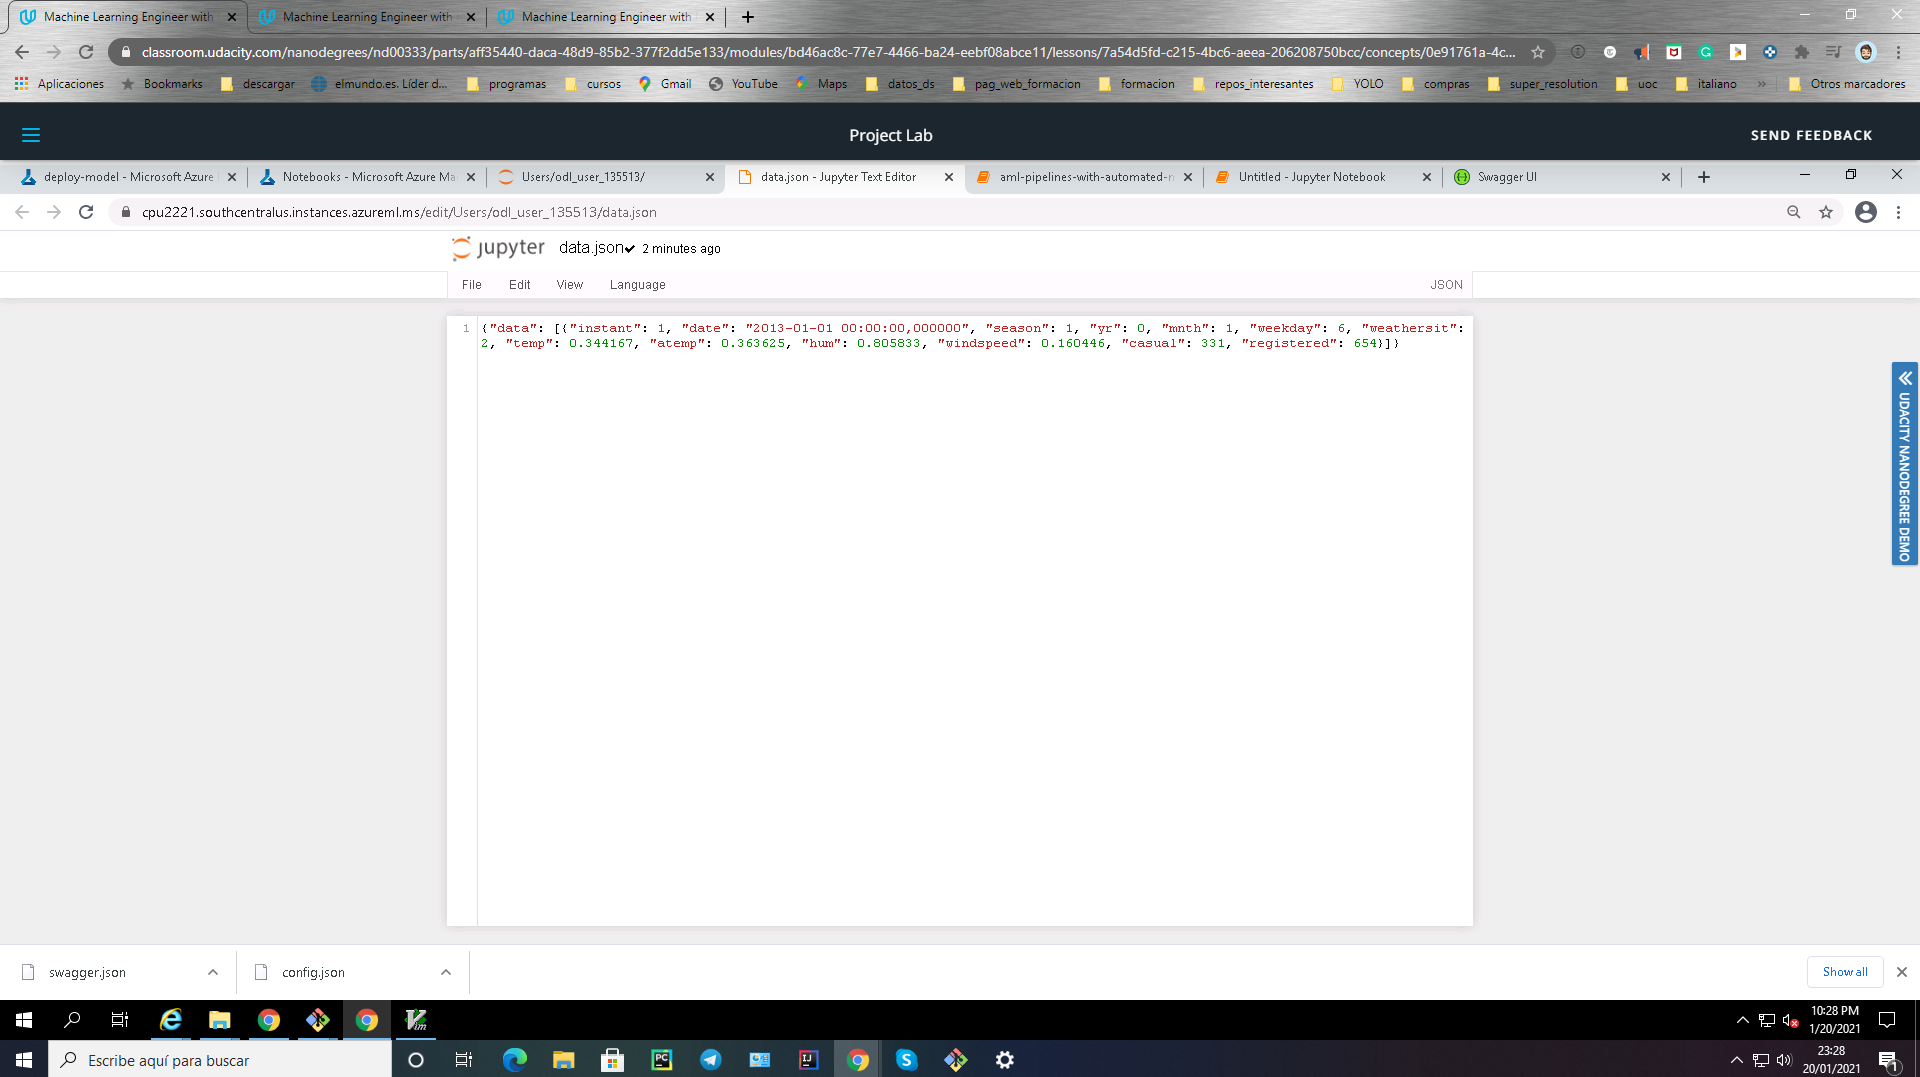 Machine Learning Engineer with
Machine Learning Engineer with
Machine Learning Engineer with
classroom.udacity.com/nanodegrees/nd00333/parts/aff35440-daca-48d9-85b2-377f2dd5e133/modules/bd46ac8c-77e7-4466-ba24-eebf08abce11/lessons/7a54d5fd-c215-4bc6-aeea-206208750bcc/concepts/0e91761a-4c...
Aplicaciones Bookmarks descargar elmundo.es. Líder d... programas cursos Gmail YouTube Maps datos_ds pag_web_formacion formacion repos_interesantes YOLO compras super_resolution uoc italiano » Otros marcadores
Project Lab
SEND FEEDBACK
deploy-model - Microsoft Azure
Notebooks - Microsoft Azure Ma
Users/odl_user_135513/
data.json - Jupyter Text Editor
aml-pipelines-with-automated-m
Untitled - Jupyter Notebook
Swagger UI
cpu2221.southcentralus.instances.azureml.ms/edit/Users/odl_user_135513/data.json
jupyter data.json 2 minutes ago
File Edit View Language JSON
1 {"data": [{"instant": 1, "date": "2013-01-01 00:00:00,000000", "season": 1, "yr": 0, "mnth": 1, "weekday": 6, "weathersit":
2, "temp": 0.344167, "atemp": 0.363625, "hum": 0.805833, "windspeed": 0.160446, "casual": 331, "registered": 654}]}
UDACITY NANODEGREE DEMO
swagger.json
config.json
Show all
10:28 PM
1/20/2021
Escribe aquí para buscar
23:28
20/01/2021
1